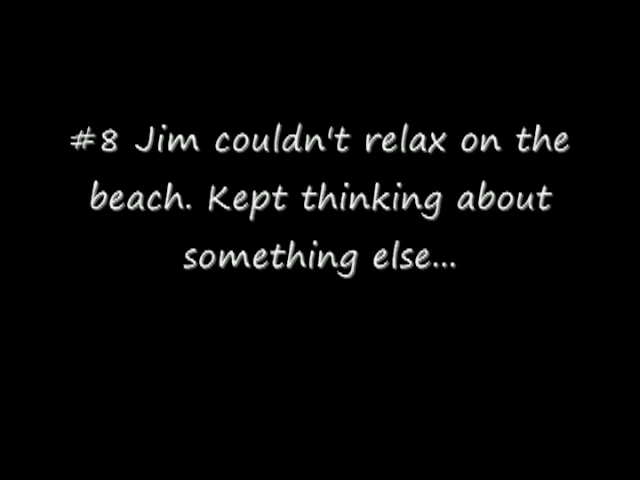 #8 Jim couldn't relax on the
beach. Kept thinking about
something else...